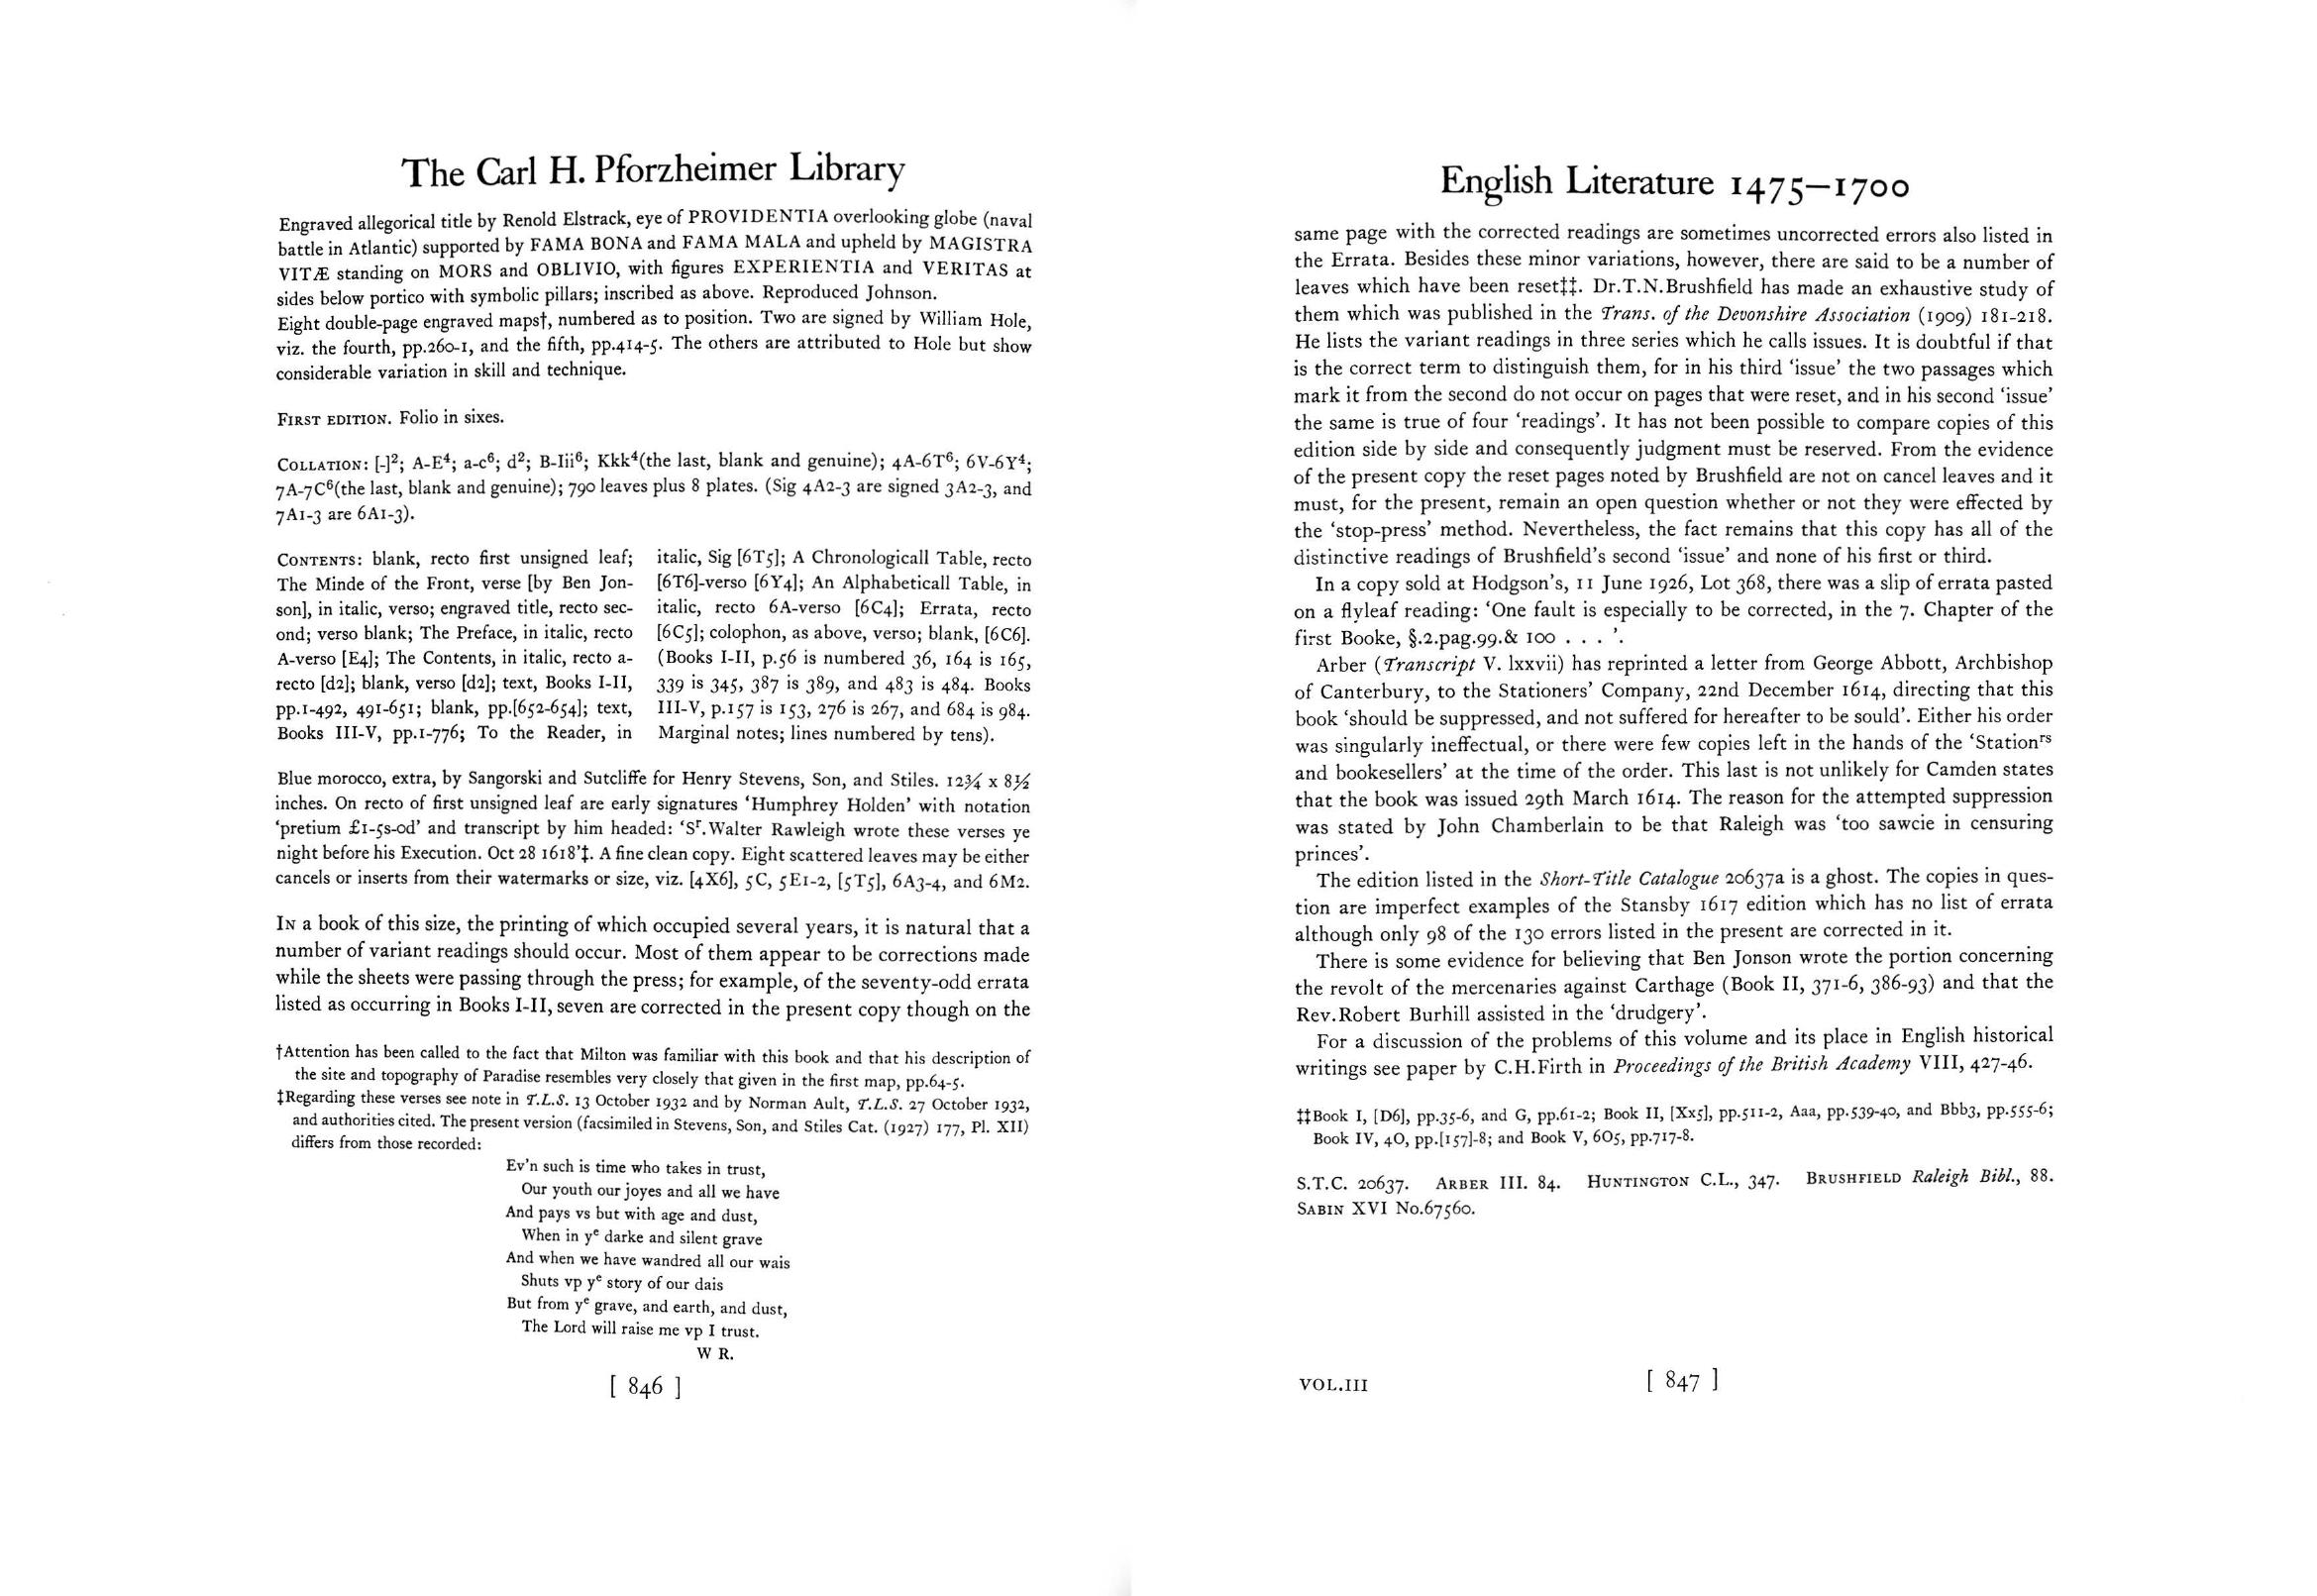 The Carl H. Pforzheimer Library
Engraved allegorical title by Renold Elstrack, eye of PROVIDENTIA overlooking globe (naval
battle in Atlantic) supported by FAMA BONA and FAMA MALA and upheld by MAGISTRA
VITÆ standing on MORS and OBLIVIO, with figures EXPERIENTIA and VERITAS at
sides below portico with symbolic pillars; inscribed as above. Reproduced Johnson.
Eight double-page engraved maps†, numbered as to position. Two are signed by William Hole,
viz. the fourth, pp.260-1, and the fifth, pp.414-5. The others are attributed to Hole but show
considerable variation in skill and technique.
FIRST EDITION. Folio in sixes.
COLLATION: [-]²; A-E⁴; a-c⁶; d²; B-Iii⁶; Kkk⁴(the last, blank and genuine); 4A-6T⁶; 6V-6Y⁴;
7A-7C⁶(the last, blank and genuine); 790 leaves plus 8 plates. (Sig 4A2-3 are signed 3A2-3, and
7A1-3 are 6A1-3).
CONTENTS: blank, recto first unsigned leaf;
The Minde of the Front, verse [by Ben Jon-
son], in italic, verso; engraved title, recto sec-
ond; verso blank; The Preface, in italic, recto
A-verso [E4]; The Contents, in italic, recto a-
recto [d2]; blank, verso [d2]; text, Books I-II,
pp.1-492, 491-651; blank, pp.[652-654]; text,
Books III-V, pp.1-776; To the Reader, in
italic, Sig [6T5]; A Chronologicall Table, recto
[6T6]-verso [6Y4]; An Alphabeticall Table, in
italic, recto 6A-verso [6C4]; Errata, recto
[6C5]; colophon, as above, verso; blank, [6C6].
(Books I-II, p.56 is numbered 36, 164 is 165,
339 is 345, 387 is 389, and 483 is 484. Books
III-V, p.157 is 153, 276 is 267, and 684 is 984.
Marginal notes; lines numbered by tens).
Blue morocco, extra, by Sangorski and Sutcliffe for Henry Stevens, Son, and Stiles. 12¾ x 8½
inches. On recto of first unsigned leaf are early signatures ‘Humphrey Holden’ with notation
‘pretium £1-5s-0d’ and transcript by him headed: ‘Sʳ.Walter Rawleigh wrote these verses ye
night before his Execution. Oct 28 1618’‡. A fine clean copy. Eight scattered leaves may be either
cancels or inserts from their watermarks or size, viz. [4X6], 5C, 5E1-2, [5T5], 6A3-4, and 6M2.
IN a book of this size, the printing of which occupied several years, it is natural that a
number of variant readings should occur. Most of them appear to be corrections made
while the sheets were passing through the press; for example, of the seventy-odd errata
listed as occurring in Books I-II, seven are corrected in the present copy though on the
†Attention has been called to the fact that Milton was familiar with this book and that his description of
the site and topography of Paradise resembles very closely that given in the first map, pp.64-5.
‡Regarding these verses see note in T.L.S. 13 October 1932 and by Norman Ault, T.L.S. 27 October 1932,
and authorities cited. The present version (facsimiled in Stevens, Son, and Stiles Cat. (1927) 177, Pl. XII)
differs from those recorded:
Ev’n such is time who takes in trust,
Our youth our joyes and all we have
And pays vs but with age and dust,
When in yᵉ darke and silent grave
And when we have wandred all our wais
Shuts vp yᵉ story of our dais
But from yᵉ grave, and earth, and dust,
The Lord will raise me vp I trust.
W R.
[ 846 ]
English Literature 1475–1700
same page with the corrected readings are sometimes uncorrected errors also listed in
the Errata. Besides these minor variations, however, there are said to be a number of
leaves which have been reset‡‡. Dr.T.N.Brushfield has made an exhaustive study of
them which was published in the Trans. of the Devonshire Association (1909) 181-218.
He lists the variant readings in three series which he calls issues. It is doubtful if that
is the correct term to distinguish them, for in his third ‘issue’ the two passages which
mark it from the second do not occur on pages that were reset, and in his second ‘issue’
the same is true of four ‘readings’. It has not been possible to compare copies of this
edition side by side and consequently judgment must be reserved. From the evidence
of the present copy the reset pages noted by Brushfield are not on cancel leaves and it
must, for the present, remain an open question whether or not they were effected by
the ‘stop-press’ method. Nevertheless, the fact remains that this copy has all of the
distinctive readings of Brushfield’s second ‘issue’ and none of his first or third.
In a copy sold at Hodgson’s, 11 June 1926, Lot 368, there was a slip of errata pasted
on a flyleaf reading: ‘One fault is especially to be corrected, in the 7. Chapter of the
first Booke, §.2.pag.99.& 100 . . . ’.
Arber (Transcript V. lxxvii) has reprinted a letter from George Abbott, Archbishop
of Canterbury, to the Stationers’ Company, 22nd December 1614, directing that this
book ‘should be suppressed, and not suffered for hereafter to be sould’. Either his order
was singularly ineffectual, or there were few copies left in the hands of the ‘Stationʳˢ
and bookesellers’ at the time of the order. This last is not unlikely for Camden states
that the book was issued 29th March 1614. The reason for the attempted suppression
was stated by John Chamberlain to be that Raleigh was ‘too sawcie in censuring
princes’.
The edition listed in the Short-Title Catalogue 20637a is a ghost. The copies in ques-
tion are imperfect examples of the Stansby 1617 edition which has no list of errata
although only 98 of the 130 errors listed in the present are corrected in it.
There is some evidence for believing that Ben Jonson wrote the portion concerning
the revolt of the mercenaries against Carthage (Book II, 371-6, 386-93) and that the
Rev.Robert Burhill assisted in the ‘drudgery’.
For a discussion of the problems of this volume and its place in English historical
writings see paper by C.H.Firth in Proceedings of the British Academy VIII, 427-46.
‡‡Book I, [D6], pp.35-6, and G, pp.61-2; Book II, [Xx5], pp.511-2, Aaa, pp.539-40, and Bbb3, pp.555-6;
Book IV, 4O, pp.[157]-8; and Book V, 6O5, pp.717-8.
S.T.C. 20637. ARBER III. 84. HUNTINGTON C.L., 347. BRUSHFIELD Raleigh Bibl., 88.
SABIN XVI No.67560.
VOL.III
[ 847 ]